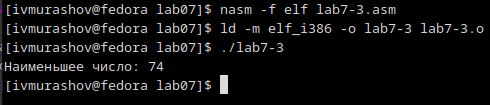 [ivmurashov@fedora lab07]$ nasm -f elf lab7-3.asm
[ivmurashov@fedora lab07]$ ld -m elf_i386 -o lab7-3 lab7-3.o
[ivmurashov@fedora lab07]$ ./lab7-3
Наименьшее число: 74
[ivmurashov@fedora lab07]$